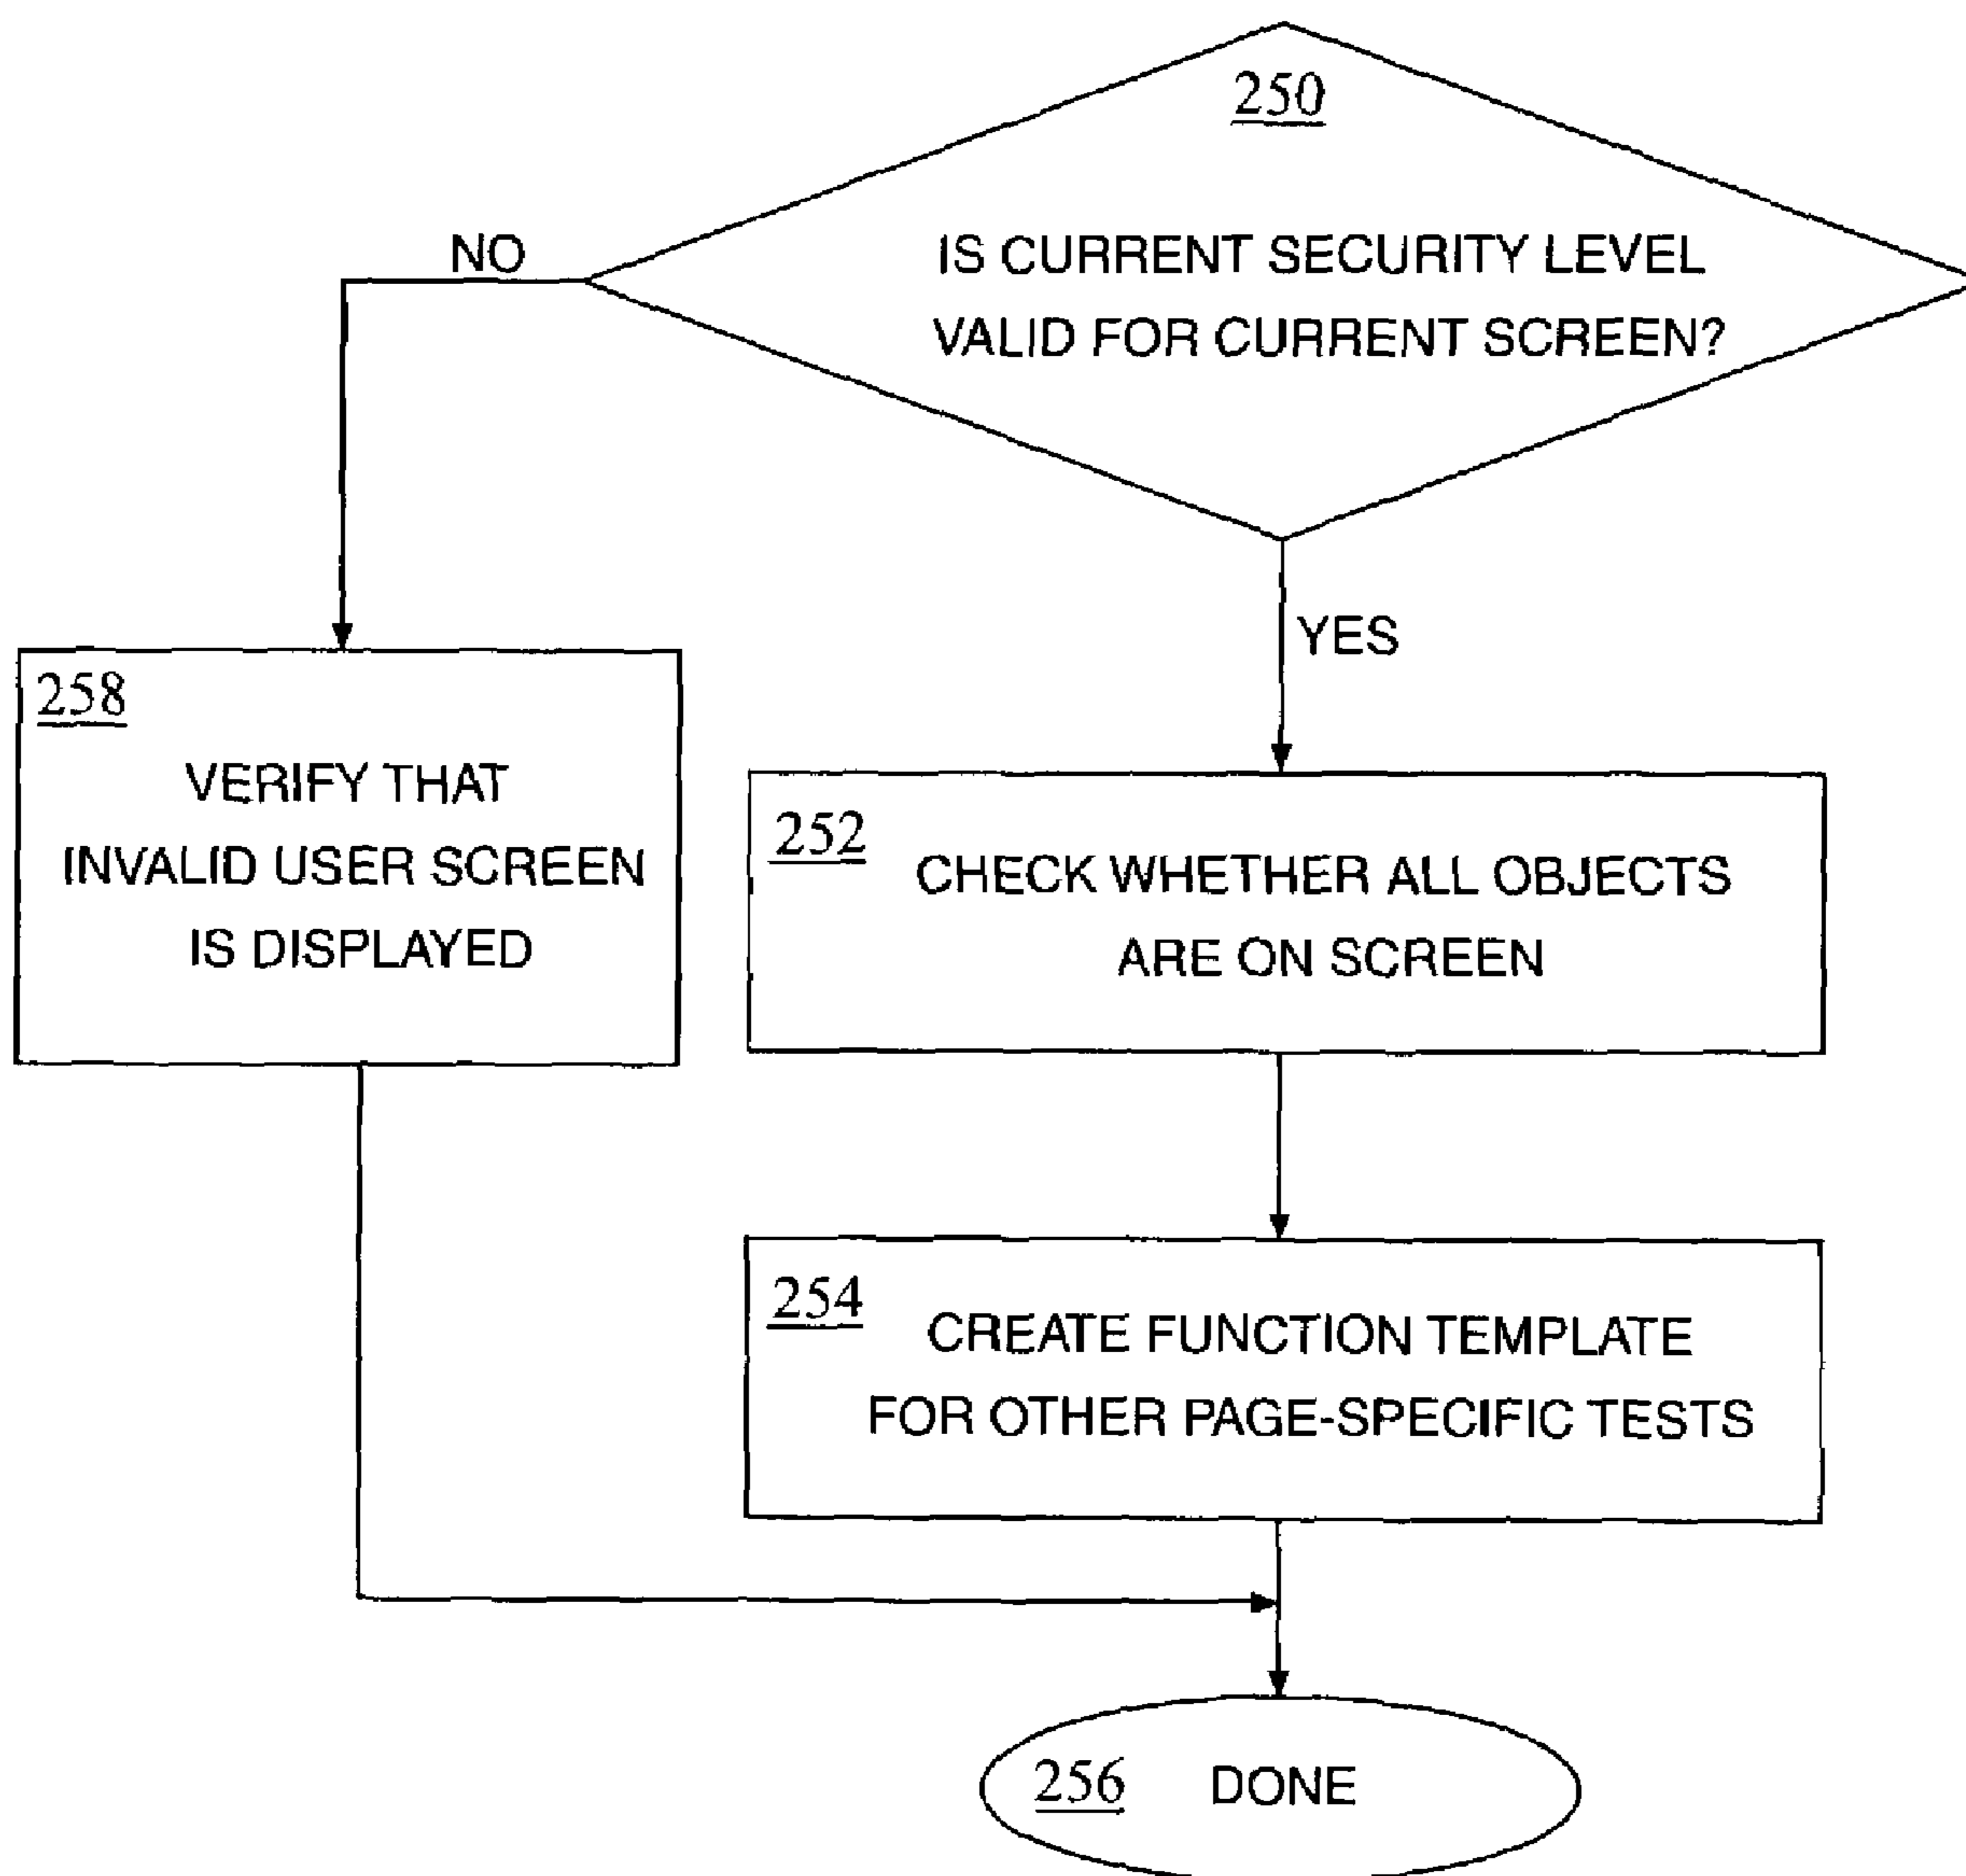 250
IS CURRENT SECURITY LEVEL
VALID FOR CURRENT SCREEN?
NO
YES
258
VERIFY THAT
INVALID USER SCREEN
IS DISPLAYED
252
CHECK WHETHER ALL OBJECTS
ARE ON SCREEN
254
CREATE FUNCTION TEMPLATE
FOR OTHER PAGE-SPECIFIC TESTS
256
DONE